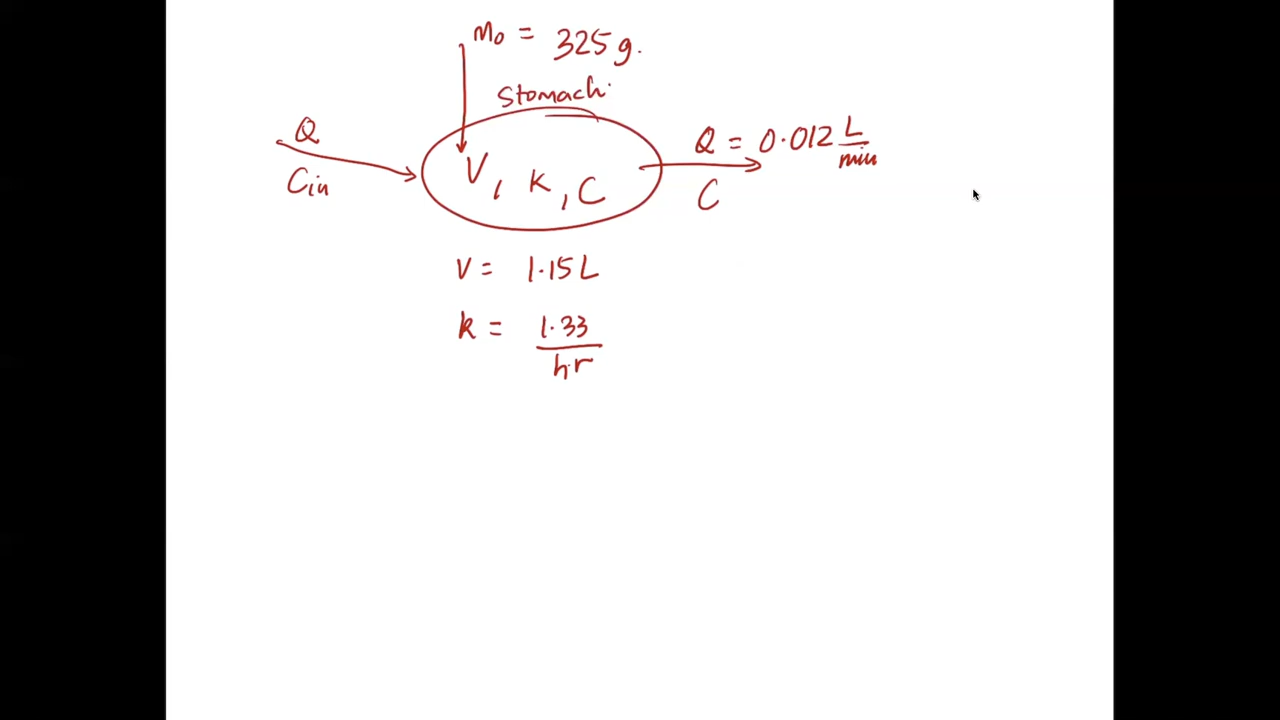 M₀ = 325 g.
Stomach
Q
Cin
V, K, C
Q = 0.012 L/min
C
V = 1.15 L
k = 1.33/hr